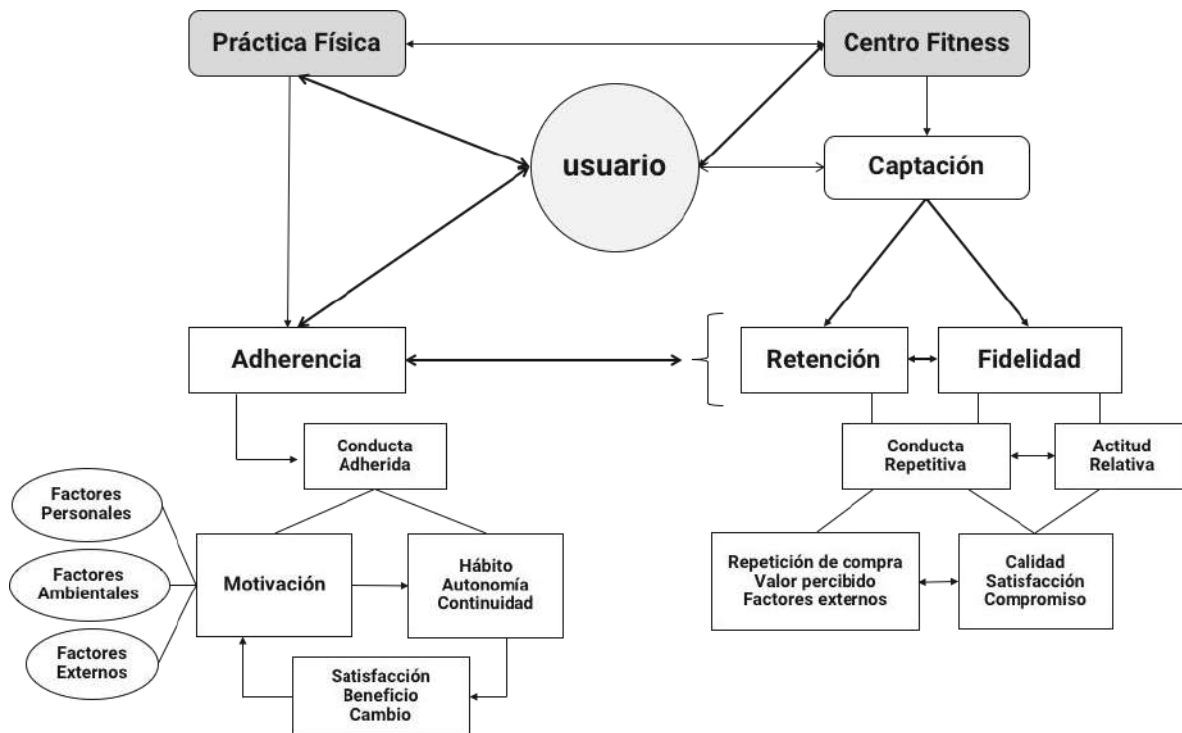 Práctica Física
Centro Fitness
usuario
Captación
Adherencia
Retención
Fidelidad
Conducta
Adherida
Conducta
Repetitiva
Actitud
Relativa
Factores
Personales
Factores
Ambientales
Factores
Externos
Motivación
Hábito
Autonomía
Continuidad
Satisfacción
Beneficio
Cambio
Repetición de compra
Valor percibido
Factores externos
Calidad
Satisfacción
Compromiso